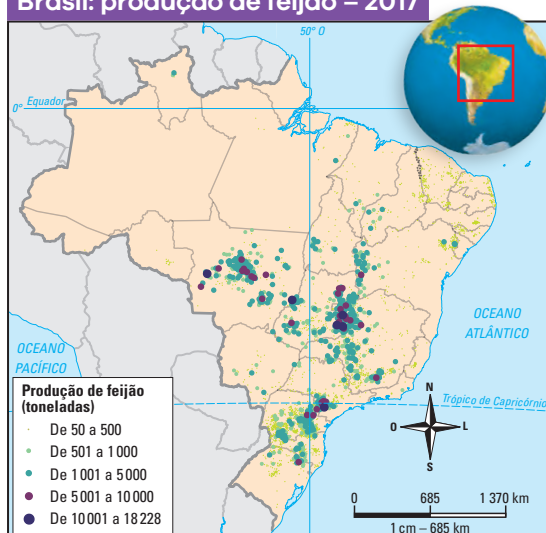 Brasil: produção de feijão – 2017
50° O
0°
Equador
OCEANO
PACÍFICO
OCEANO
ATLÂNTICO
Trópico de Capricórnio
N
O
L
S
Produção de feijão
(toneladas)
De 50 a 500
De 501 a 1 000
De 1 001 a 5 000
De 5 001 a 10 000
De 10 001 a 18 228
0 685 1 370 km
1 cm – 685 km